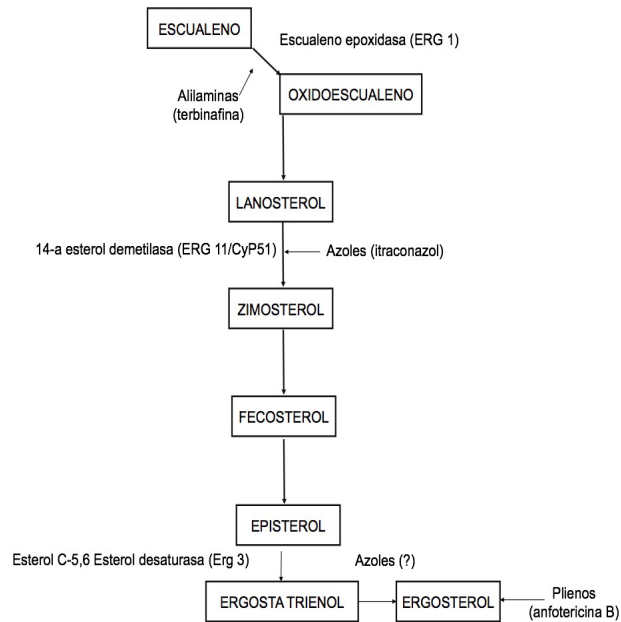 ESCUALENO
Escualeno epoxidasa (ERG 1)
Alilaminas
(terbinafina)
OXIDOESCUALENO
LANOSTEROL
14-a esterol demetilasa (ERG 11/CyP51)
Azoles (itraconazol)
ZIMOSTEROL
FECOSTEROL
EPISTEROL
Esterol C-5,6 Esterol desaturasa (Erg 3)
Azoles (?)
ERGOSTA TRIENOL
ERGOSTEROL
Plienos
(anfotericina B)